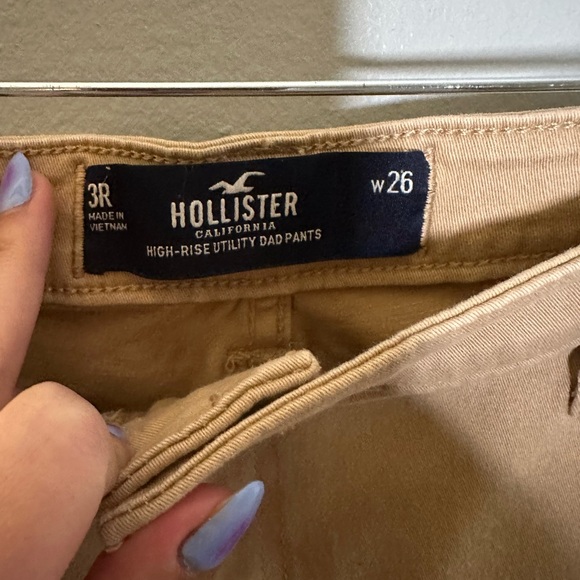 3R
MADE IN
VIETNAM
HOLLISTER
CALIFORNIA
HIGH-RISE UTILITY DAD PANTS
W26